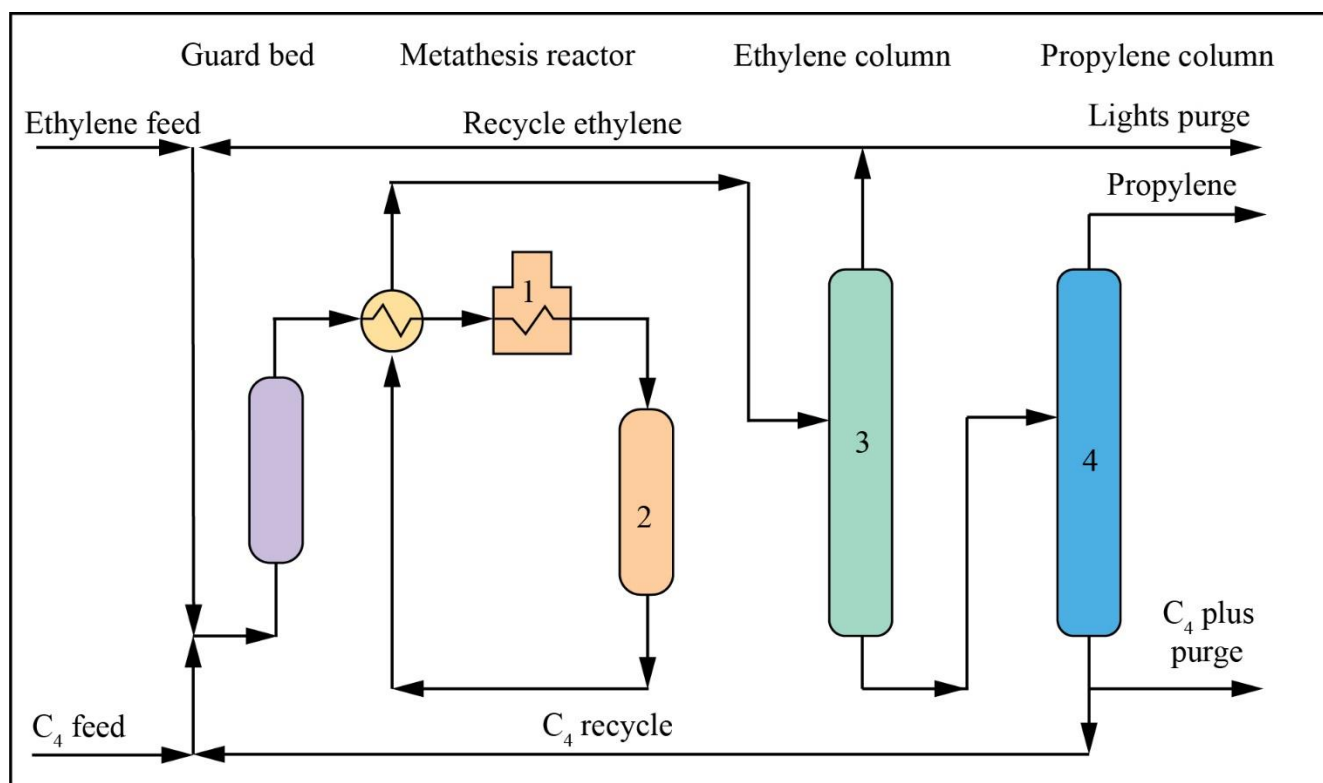 Guard bed
Metathesis reactor
Ethylene column
Propylene column
Ethylene feed
Recycle ethylene
Lights purge
Propylene
1
2
3
4
C₄ plus
purge
C₄ feed
C₄ recycle